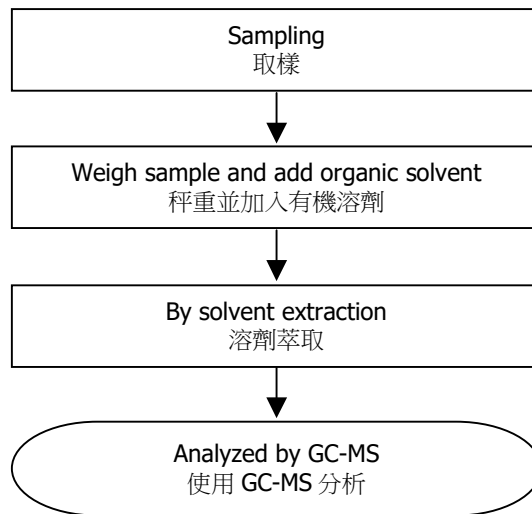 Sampling
取樣
Weigh sample and add organic solvent
秤重並加入有機溶劑
By solvent extraction
溶劑萃取
Analyzed by GC-MS
使用 GC-MS 分析